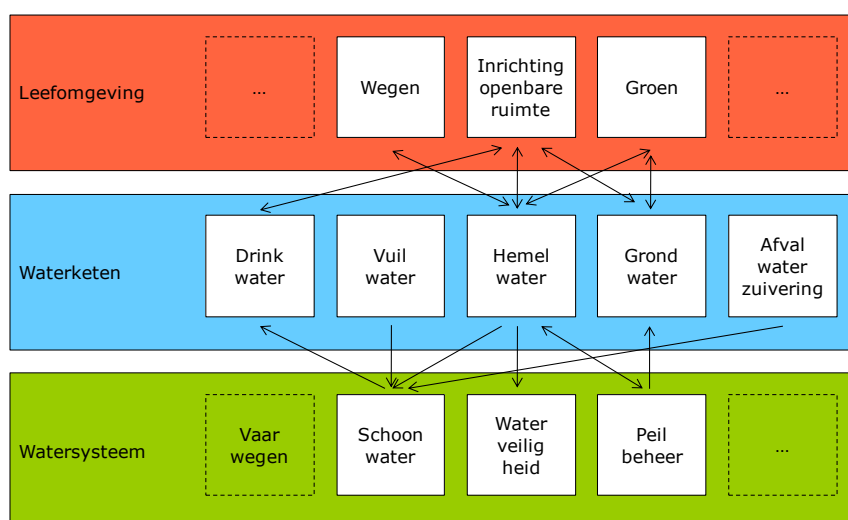 Leefomgeving
...
Wegen
Inrichting
openbare
ruimte
Groen
...
Waterketen
Drink
water
Vuil
water
Hemel
water
Grond
water
Afval
water
zuivering
Watersysteem
Vaar
wegen
Schoon
water
Water
veilig
heid
Peil
beheer
...